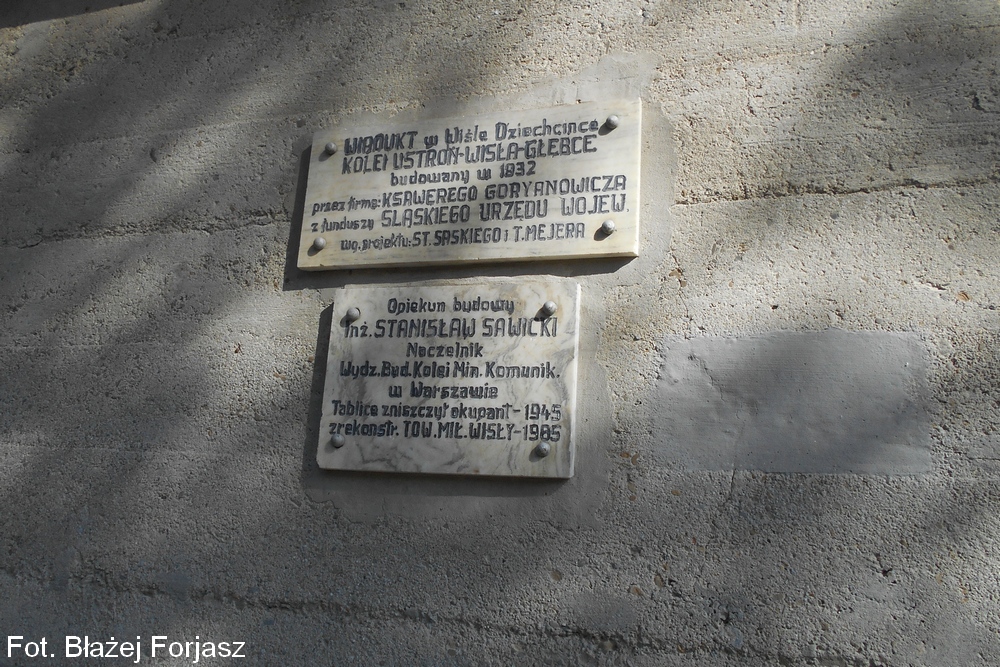 WIADUKT w Wiśle Dziechcince
KOLEI USTROŃ-WISŁA-GŁĘBCE
budowany w 1932
przez firmę: KSAWEREGO GORYANOWICZA
z funduszy ŚLĄSKIEGO URZĘDU WOJEW.
wg. projektu: ST. SASKIEGO i T. MEJERA
Opiekun budowy
Inż. STANISŁAW SAWICKI
Naczelnik
Wydz. Bud. Kolei Min. Komunik.
w Warszawie
Tablice zniszczył okupant - 1945
zrekonstr. TOW. MIŁ. WISŁY - 1985
Fot. Błażej Forjasz